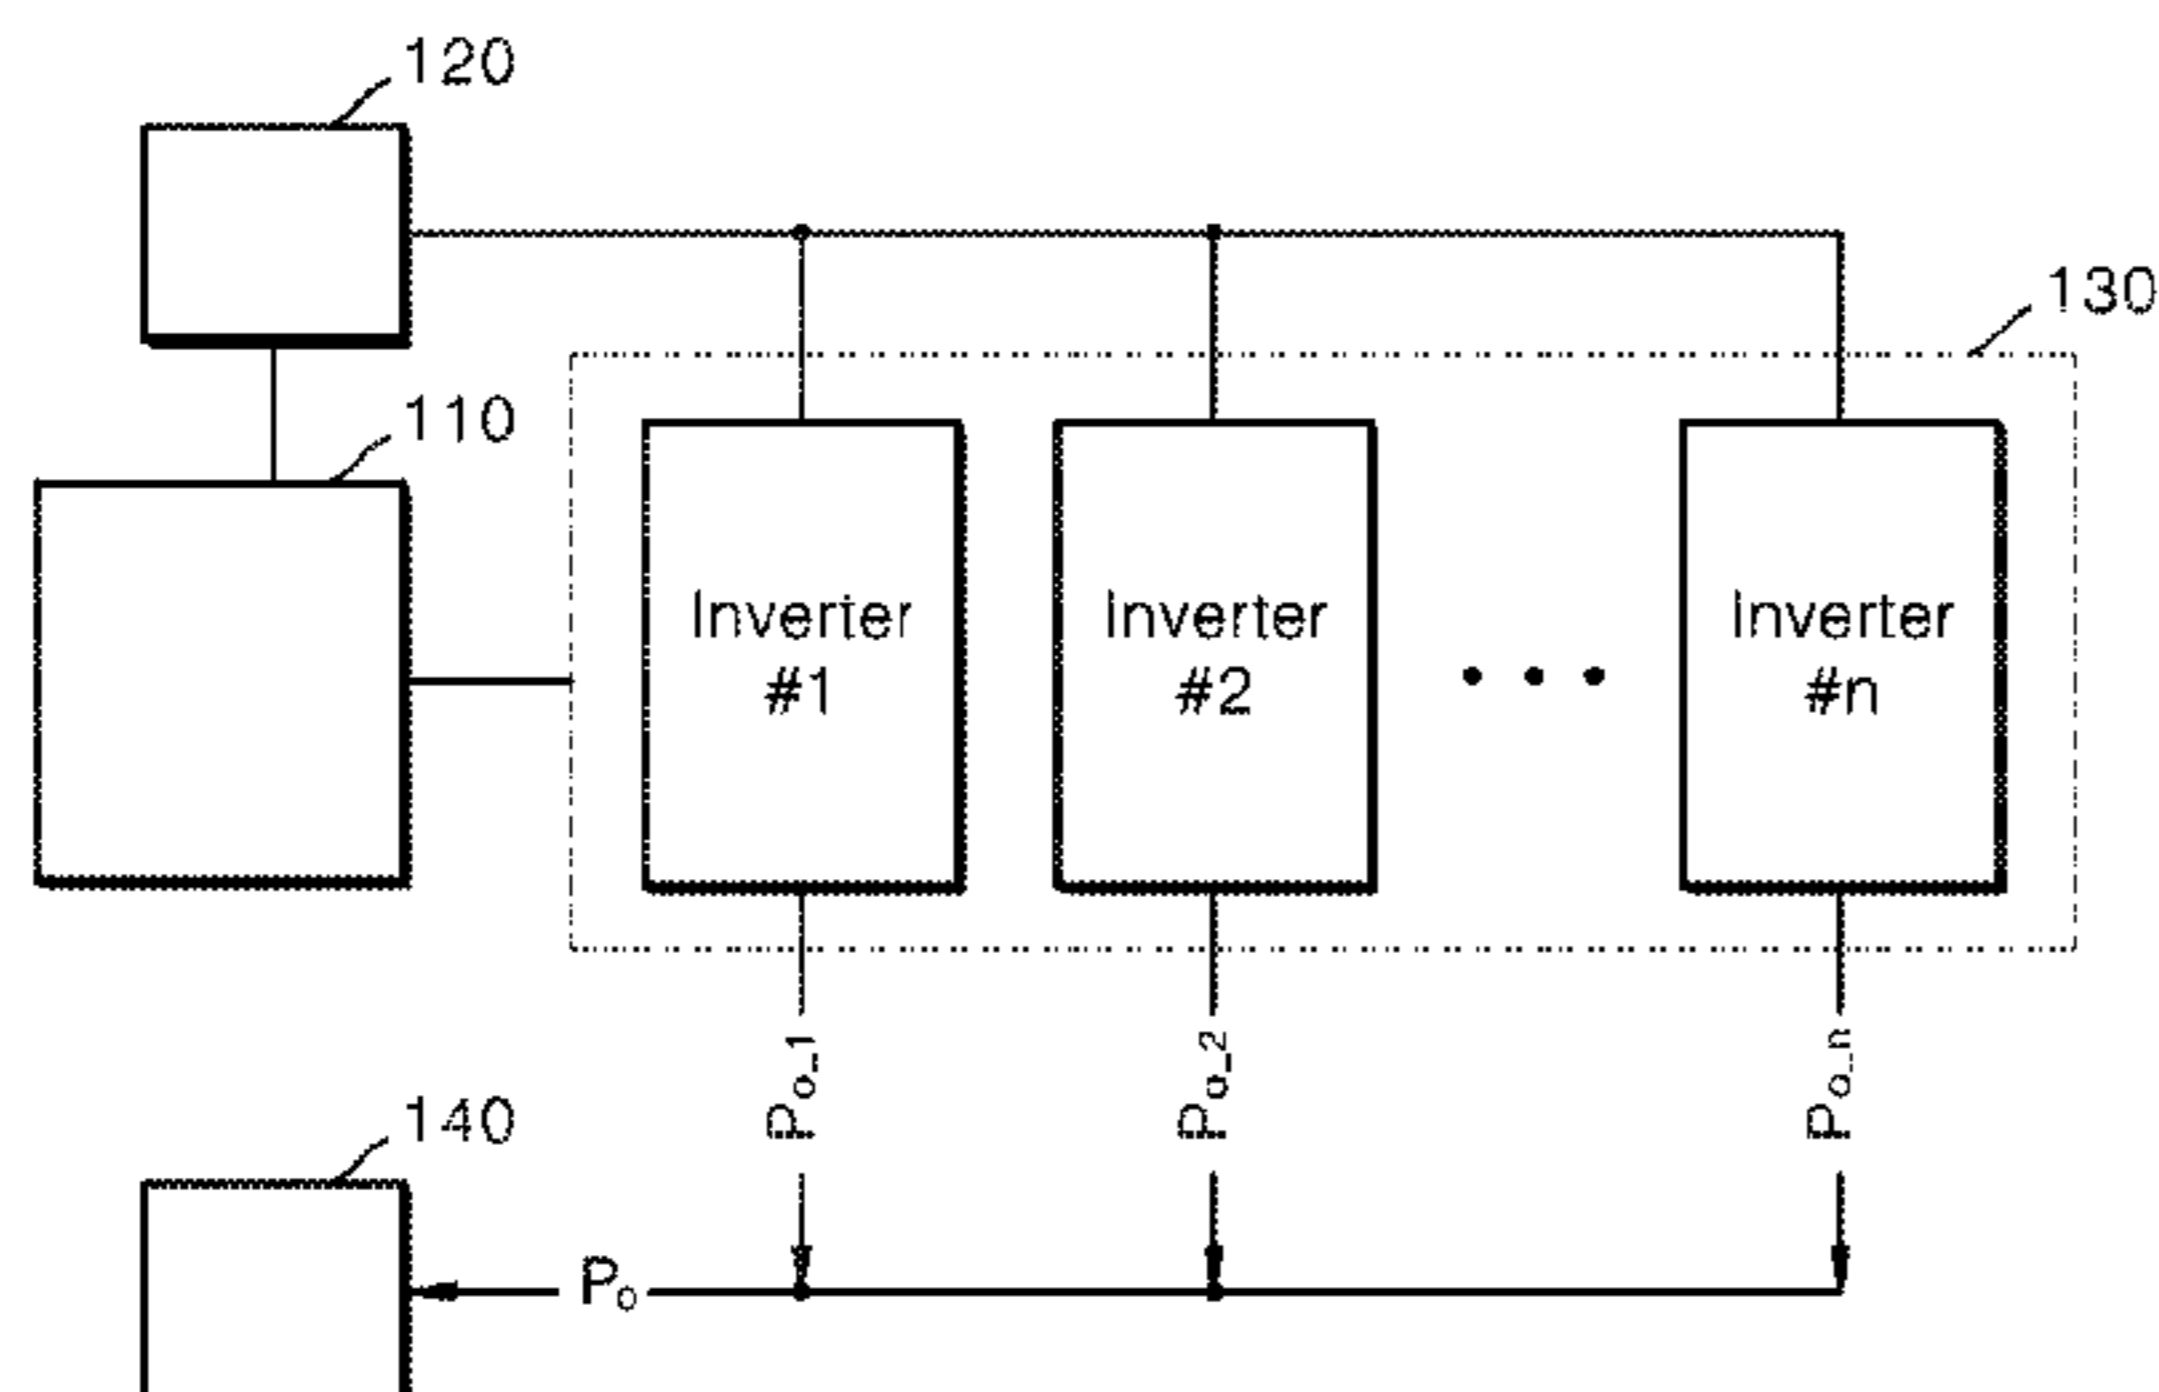 120
130
110
Inverter
#1
Inverter
#2
Inverter
#n
Po_1
Po_2
Po_n
140
Po